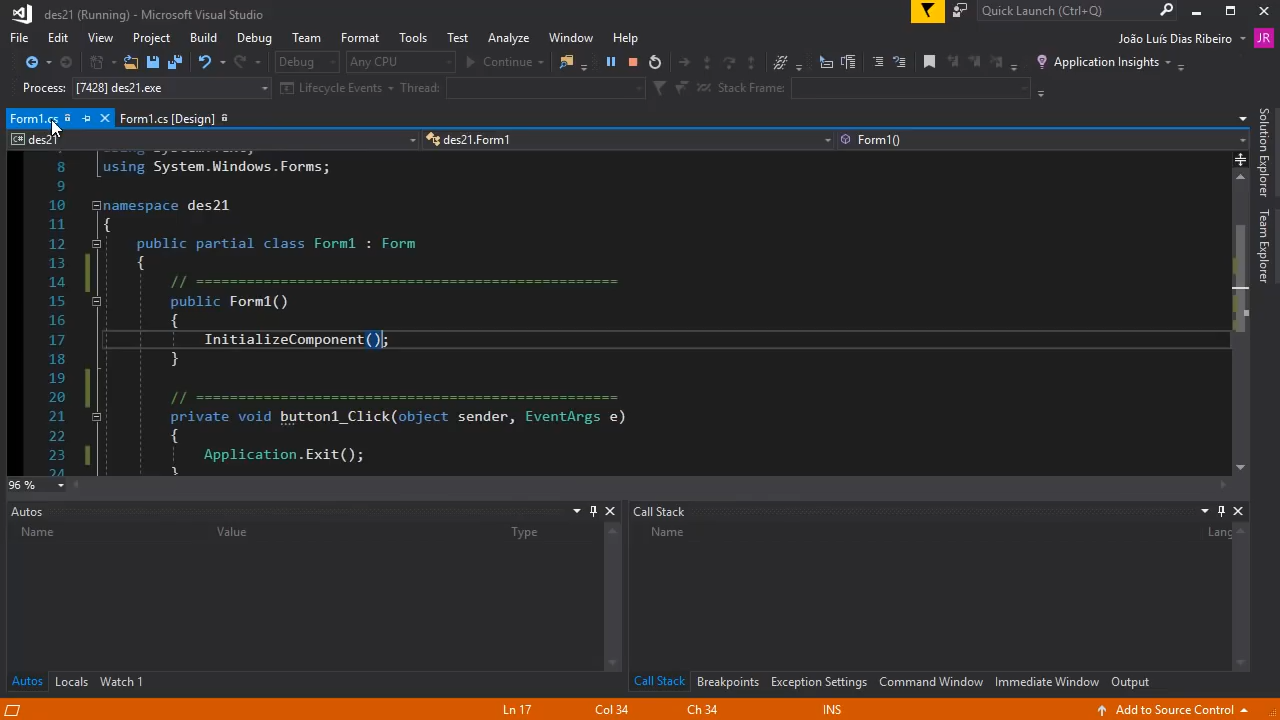 des21 (Running) - Microsoft Visual Studio
Quick Launch (Ctrl+Q)
File Edit View Project Build Debug Team Format Tools Test Analyze Window Help
João Luís Dias Ribeiro JR
Debug Any CPU Continue Application Insights
Process: [7428] des21.exe Lifecycle Events Thread: Stack Frame:
Form1.cs Form1.cs [Design]
C# des21 des21.Form1 Form1()
8 using System.Windows.Forms;
9
10 namespace des21
11 {
12 public partial class Form1 : Form
13 {
14 // ==================================================
15 public Form1()
16 {
17 InitializeComponent();
18 }
19
20 // ==================================================
21 private void button1_Click(object sender, EventArgs e)
22 {
23 Application.Exit();
24 }
96 %
Autos
Name Value Type
Autos Locals Watch 1
Call Stack
Name Lang
Call Stack Breakpoints Exception Settings Command Window Immediate Window Output
Ln 17 Col 34 Ch 34 INS Add to Source Control
Solution Explorer
Team Explorer